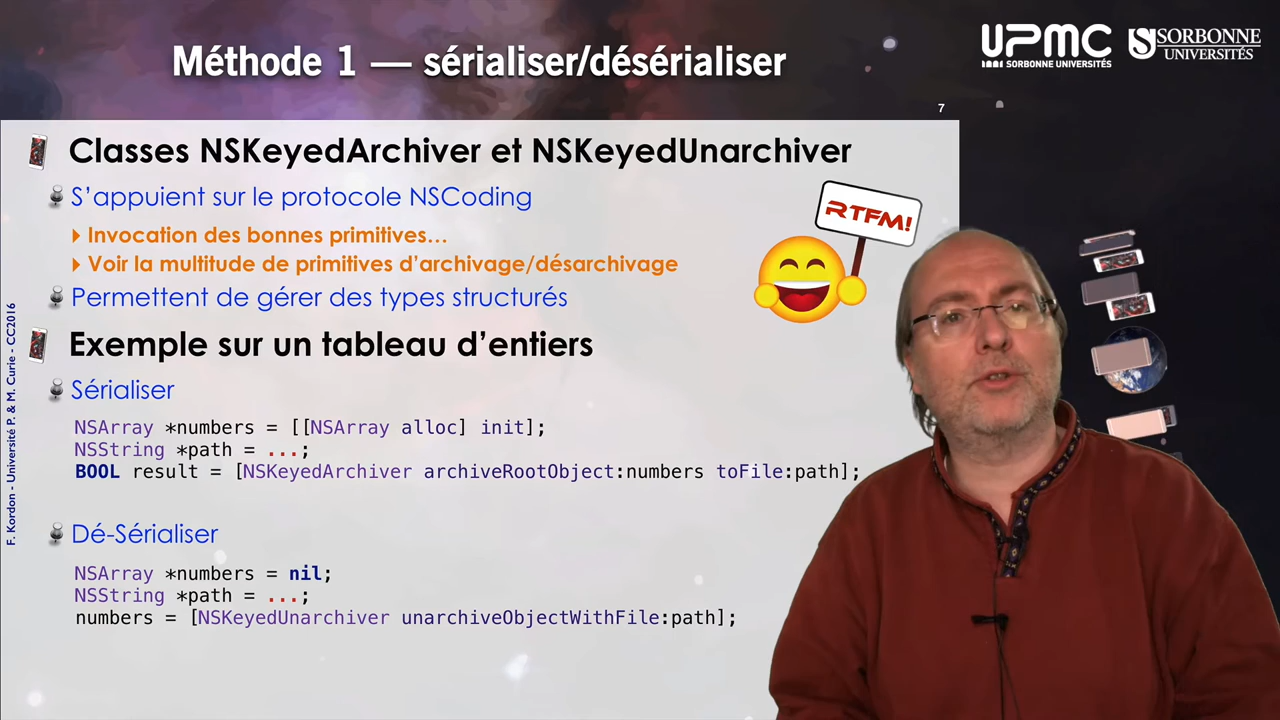 Méthode 1 — sérialiser/désérialiser
UPMC
SORBONNE UNIVERSITÉS
SORBONNE
UNIVERSITÉS
7
Classes NSKeyedArchiver et NSKeyedUnarchiver
S’appuient sur le protocole NSCoding
Invocation des bonnes primitives…
Voir la multitude de primitives d’archivage/désarchivage
Permettent de gérer des types structurés
RTFM!
Exemple sur un tableau d’entiers
Sérialiser
NSArray *numbers = [[NSArray alloc] init];
NSString *path = ...;
BOOL result = [NSKeyedArchiver archiveRootObject:numbers toFile:path];
Dé-Sérialiser
NSArray *numbers = nil;
NSString *path = ...;
numbers = [NSKeyedUnarchiver unarchiveObjectWithFile:path];
F. Kordon - Université P. & M. Curie - CC2016